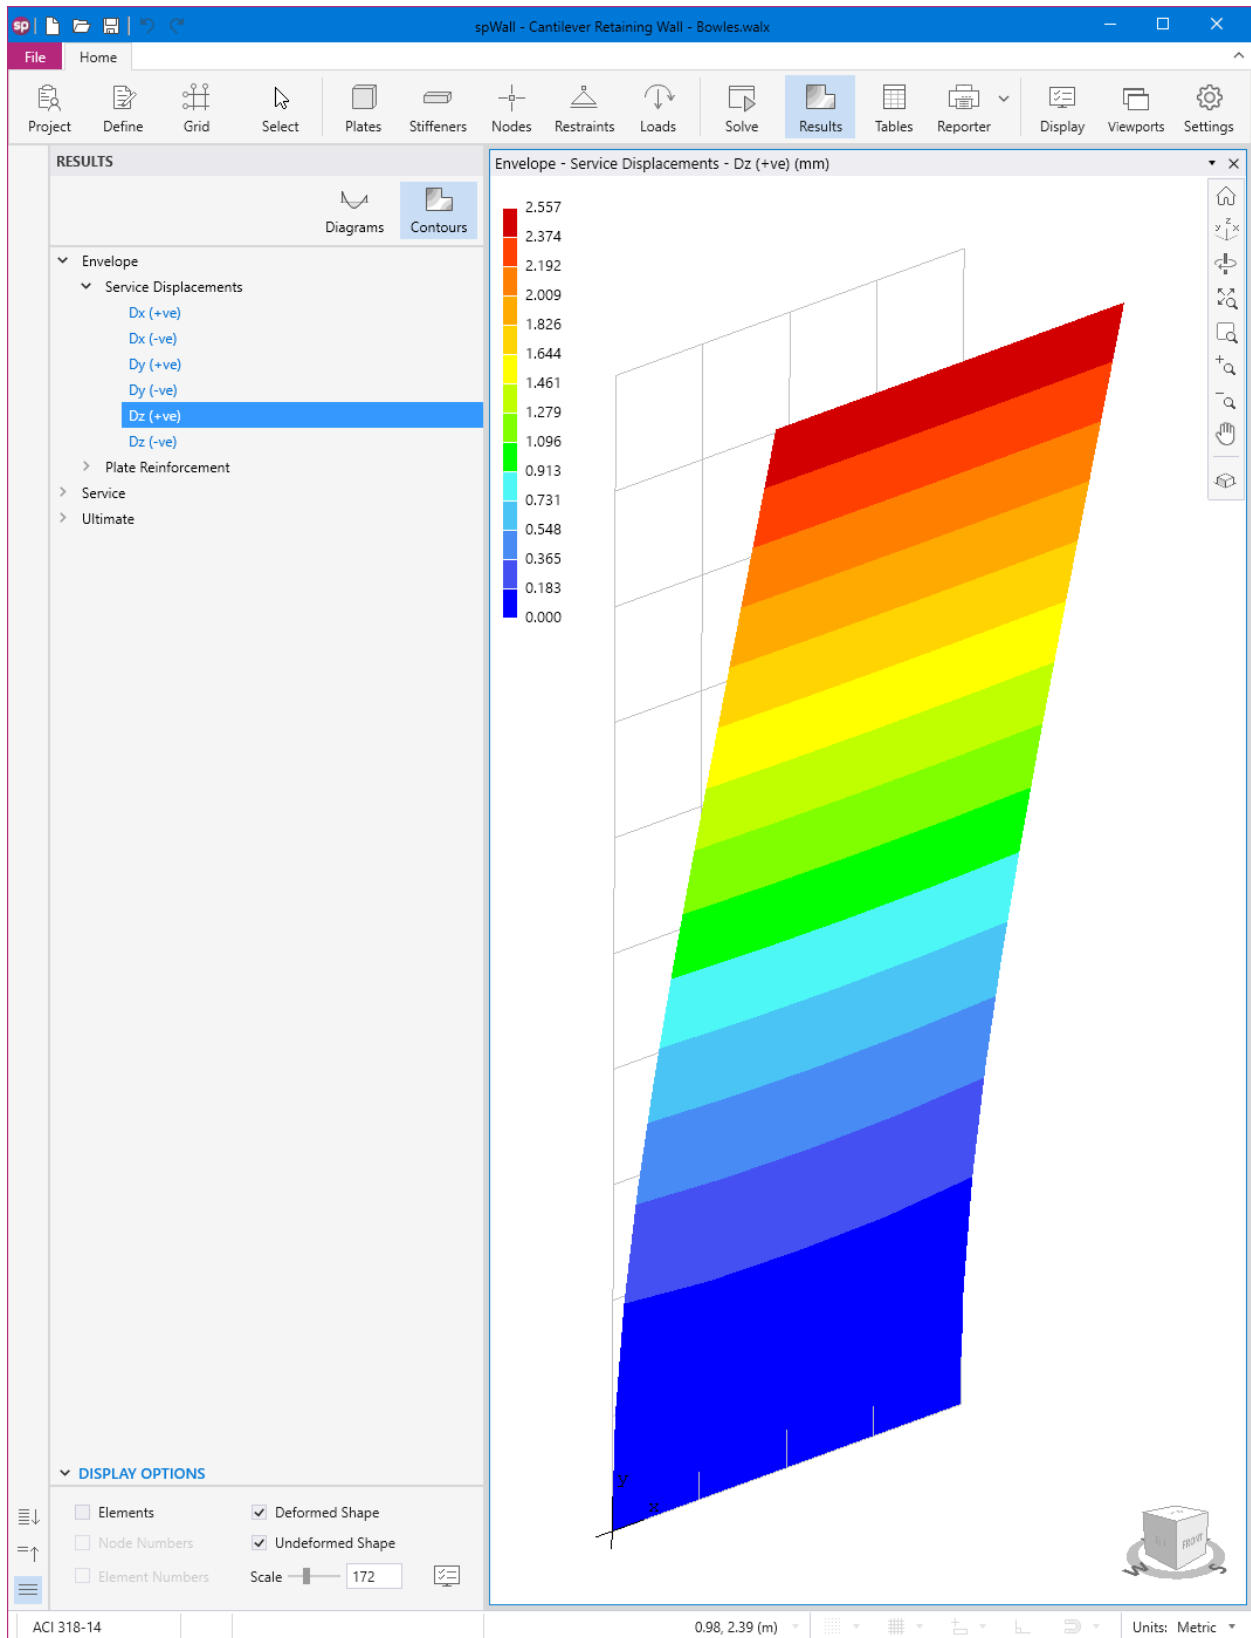 sp
spWall - Cantilever Retaining Wall - Bowles.walx
File Home
Project Define Grid Select Plates Stiffeners Nodes Restraints Loads Solve Results Tables Reporter Display Viewports Settings
RESULTS
Diagrams Contours
Envelope
Service Displacements
Dx (+ve)
Dx (-ve)
Dy (+ve)
Dy (-ve)
Dz (+ve)
Dz (-ve)
Plate Reinforcement
Service
Ultimate
Envelope - Service Displacements - Dz (+ve) (mm)
2.557
2.374
2.192
2.009
1.826
1.644
1.461
1.279
1.096
0.913
0.731
0.548
0.365
0.183
0.000
z
y x
y
x
FRONT
W S
DISPLAY OPTIONS
Elements Deformed Shape
Node Numbers Undeformed Shape
Element Numbers Scale 172
ACI 318-14 0.98, 2.39 (m) Units: Metric